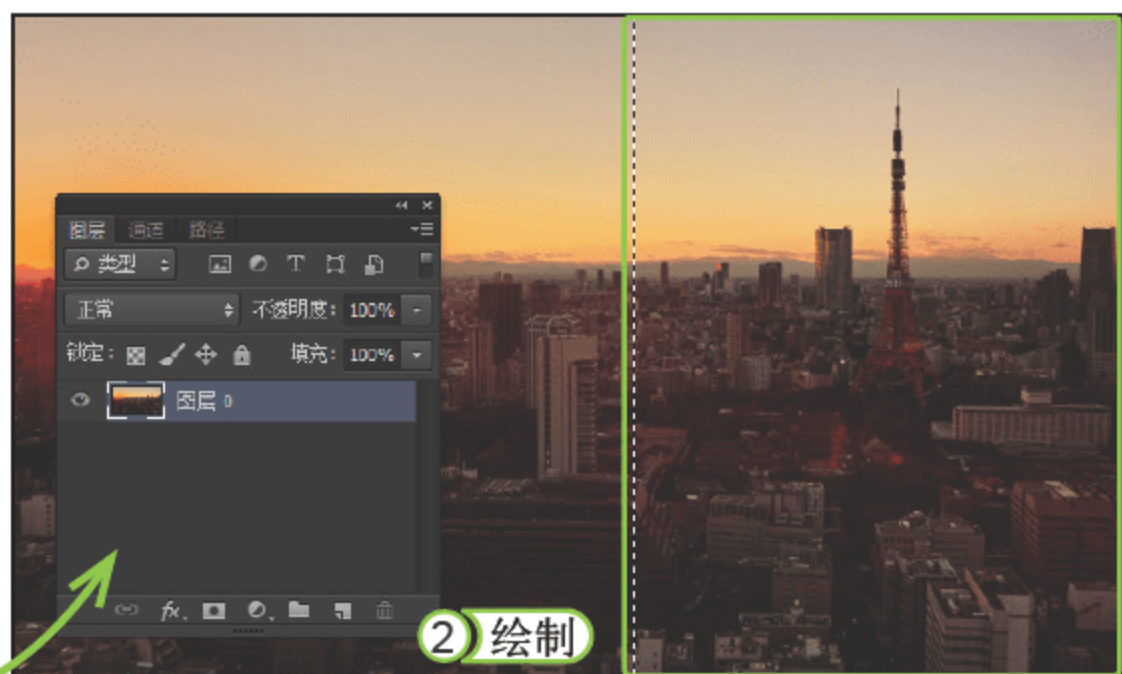 图层 通道 路径
类型 T
正常 不透明度: 100%
锁定: 填充: 100%
图层 0
fx.
2 绘制